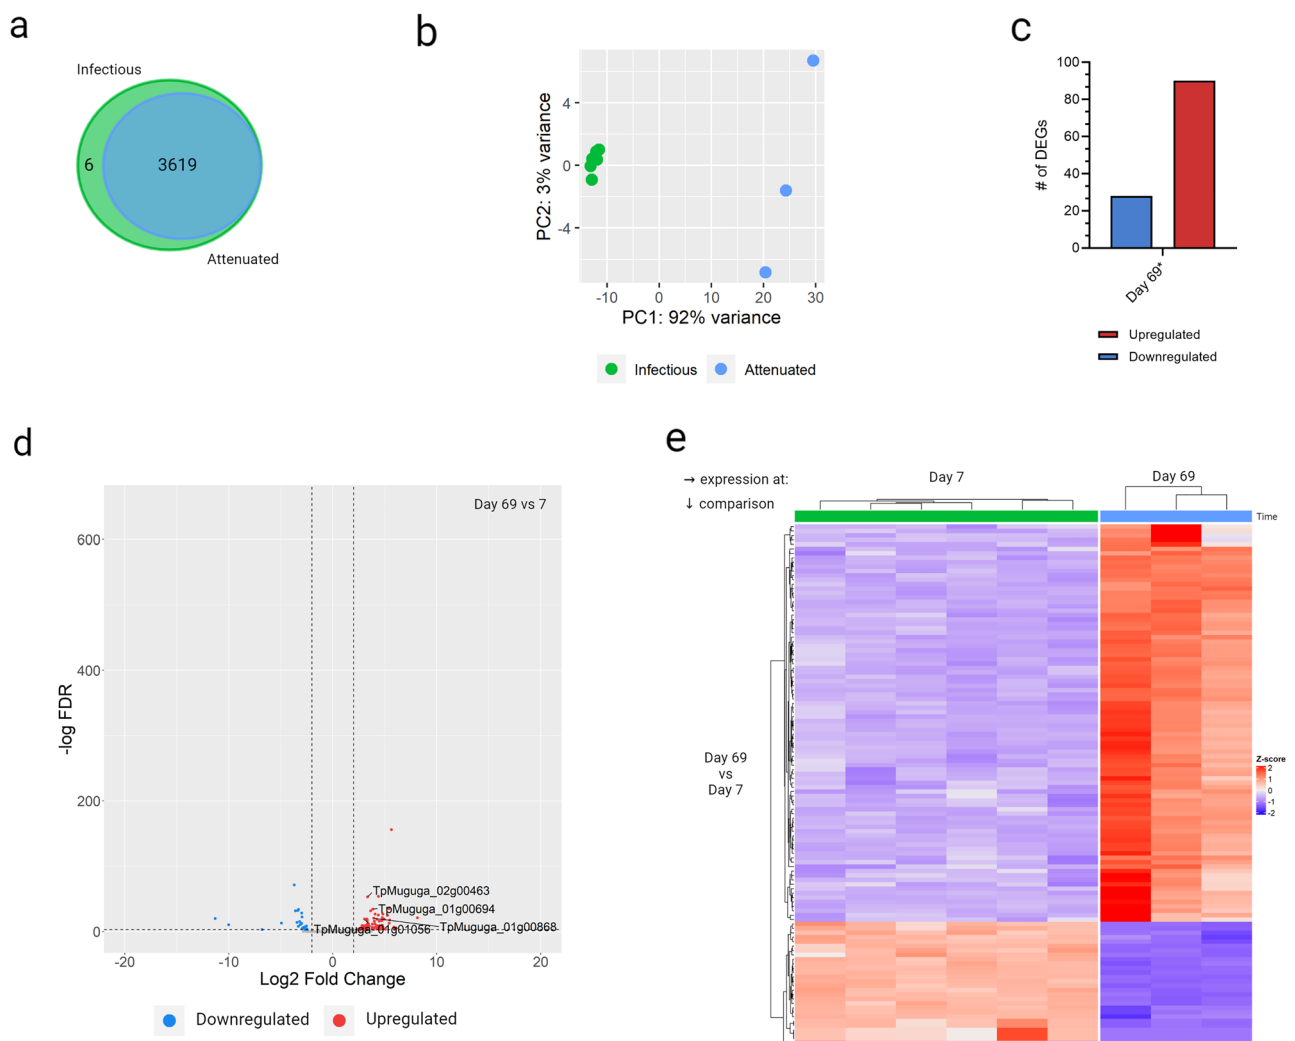 a
Infectious
6
3619
Attenuated
b
4
0
-4
PC2: 3% variance
-10
0
10
20
30
PC1: 92% variance
Infectious
Attenuated
c
100
80
60
40
20
0
# of DEGs
Day 69*
Upregulated
Downregulated
d
Day 69 vs 7
600
400
200
0
-log FDR
TpMuguga_02g00463
TpMuguga_01g00694
TpMuguga_01g01056
TpMuguga_01g00868
-20
-10
0
10
20
Log2 Fold Change
Downregulated
Upregulated
e
→ expression at:
↓ comparison
Day 7
Day 69
Time
Day 69
vs
Day 7
Z-score
2
1
0
-1
-2